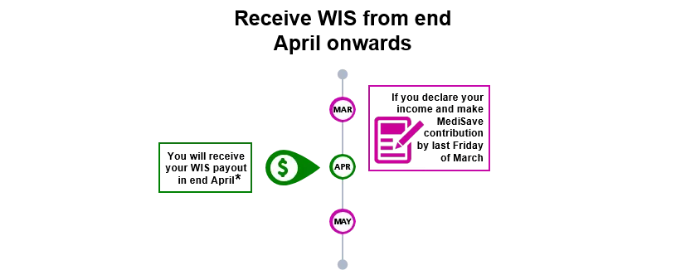 Receive WIS from end
April onwards
MAR
If you declare your
income and make
MediSave
contribution
by last Friday
of March
You will receive
your WIS payout
in end April*
$
APR
MAY